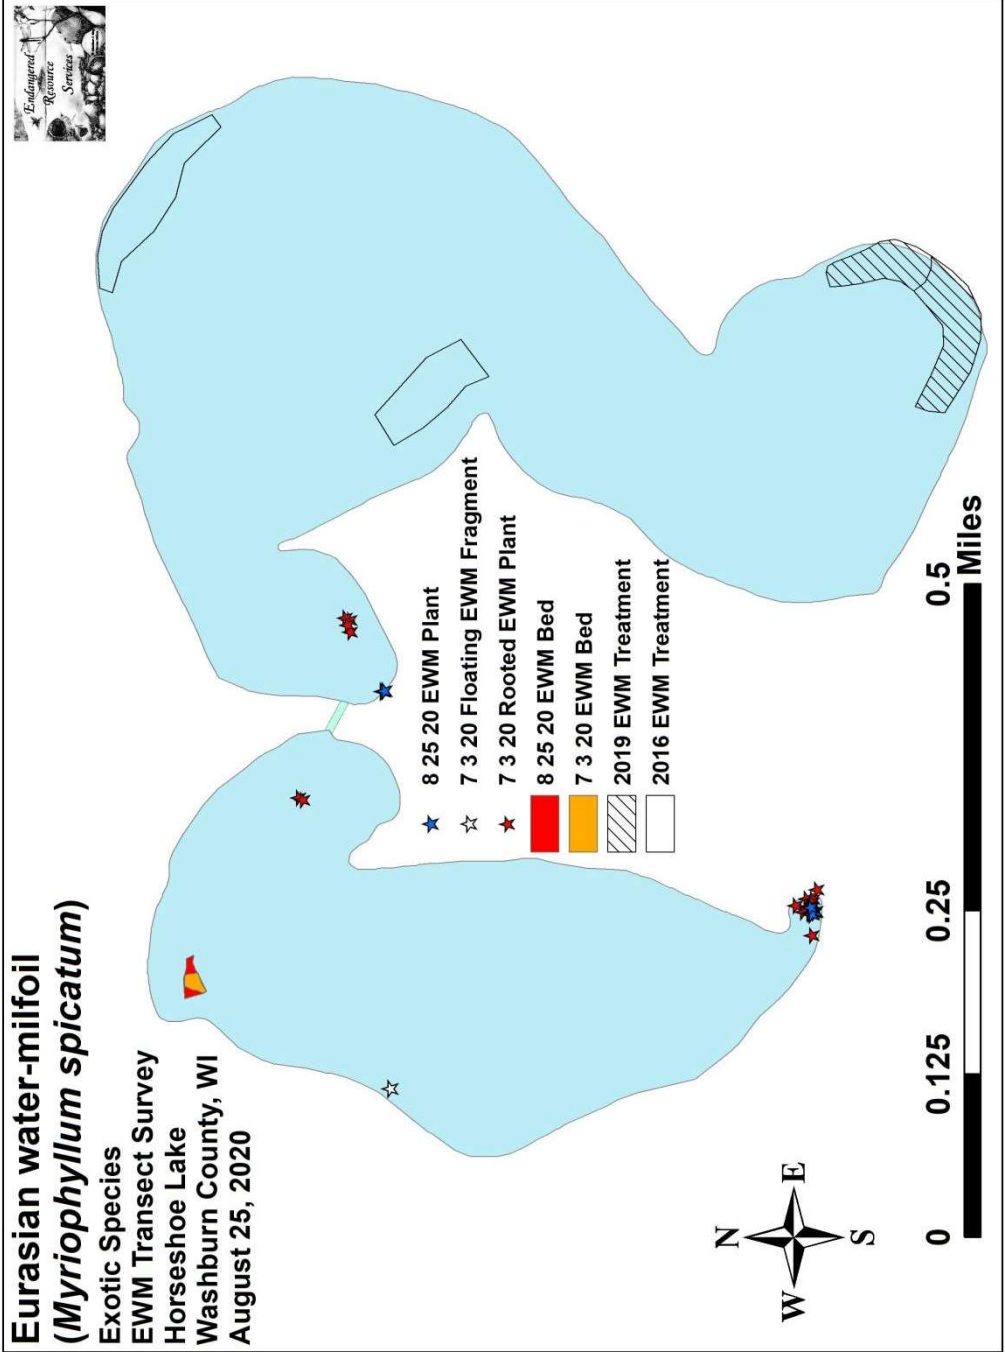 Eurasian water-milfoil
(Myriophyllum spicatum)
Exotic Species
EWM Transect Survey
Horseshoe Lake
Washburn County, WI
August 25, 2020
Endangered
Resource
Services
8 25 20 EWM Plant
7 3 20 Floating EWM Fragment
7 3 20 Rooted EWM Plant
8 25 20 EWM Bed
7 3 20 EWM Bed
2019 EWM Treatment
2016 EWM Treatment
N
W E
S
0 0.125 0.25 0.5
Miles